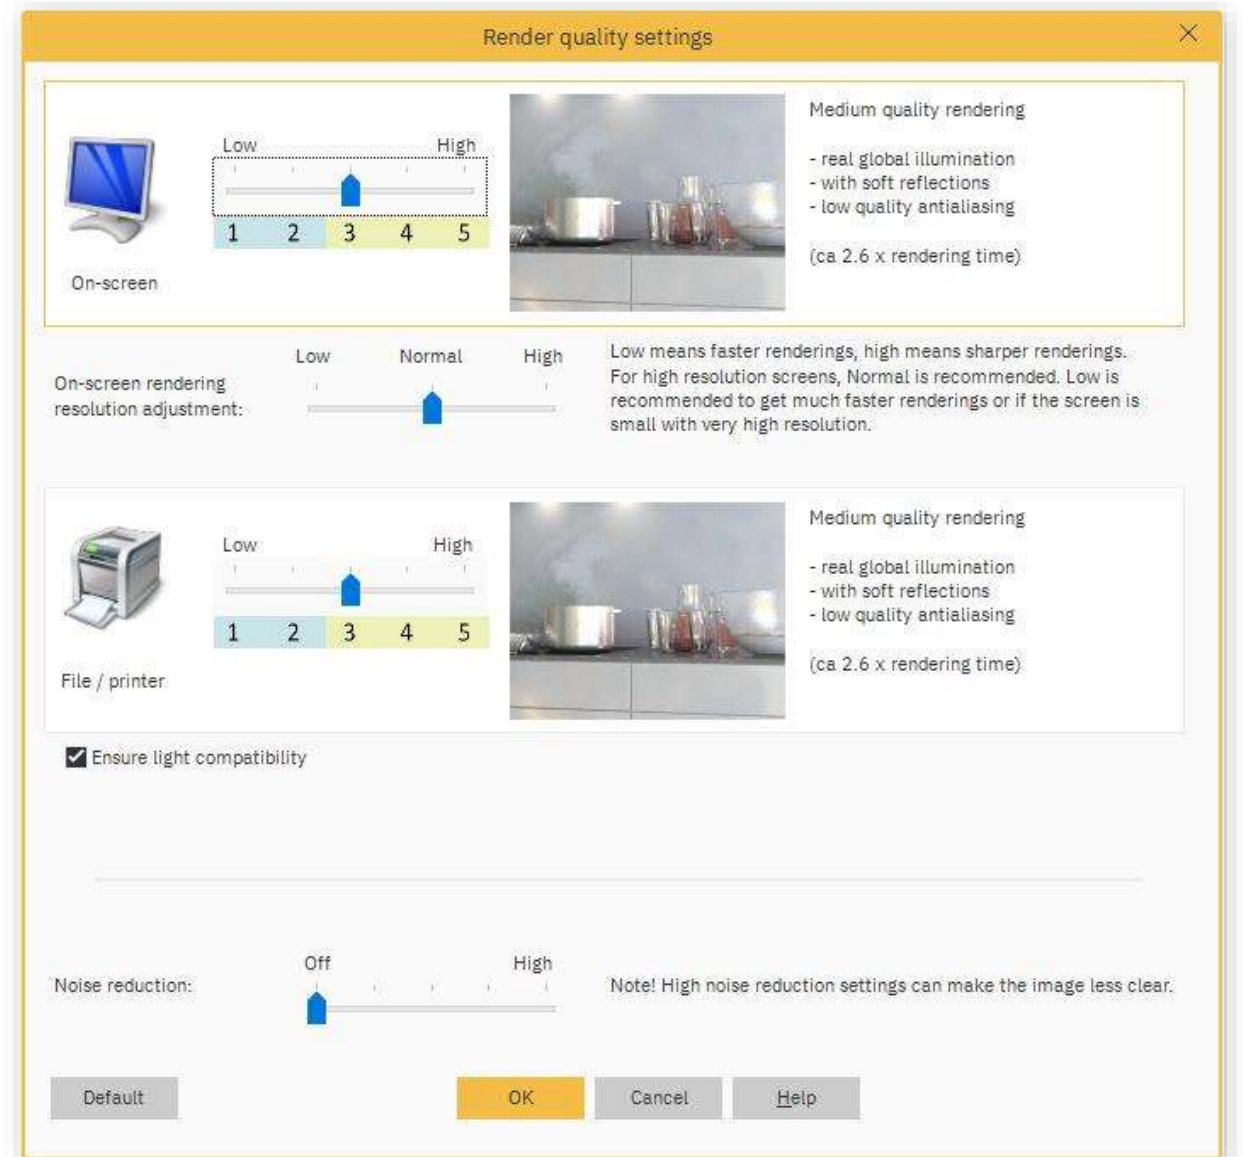 Render quality settings
Low High
1 2 3 4 5
On-screen
Medium quality rendering
- real global illumination
- with soft reflections
- low quality antialiasing
(ca 2.6 x rendering time)
Low Normal High
On-screen rendering
resolution adjustment:
Low means faster renderings, high means sharper renderings.
For high resolution screens, Normal is recommended. Low is
recommended to get much faster renderings or if the screen is
small with very high resolution.
Low High
1 2 3 4 5
File / printer
Medium quality rendering
- real global illumination
- with soft reflections
- low quality antialiasing
(ca 2.6 x rendering time)
Ensure light compatibility
Off High
Noise reduction:
Note! High noise reduction settings can make the image less clear.
Default OK Cancel Help